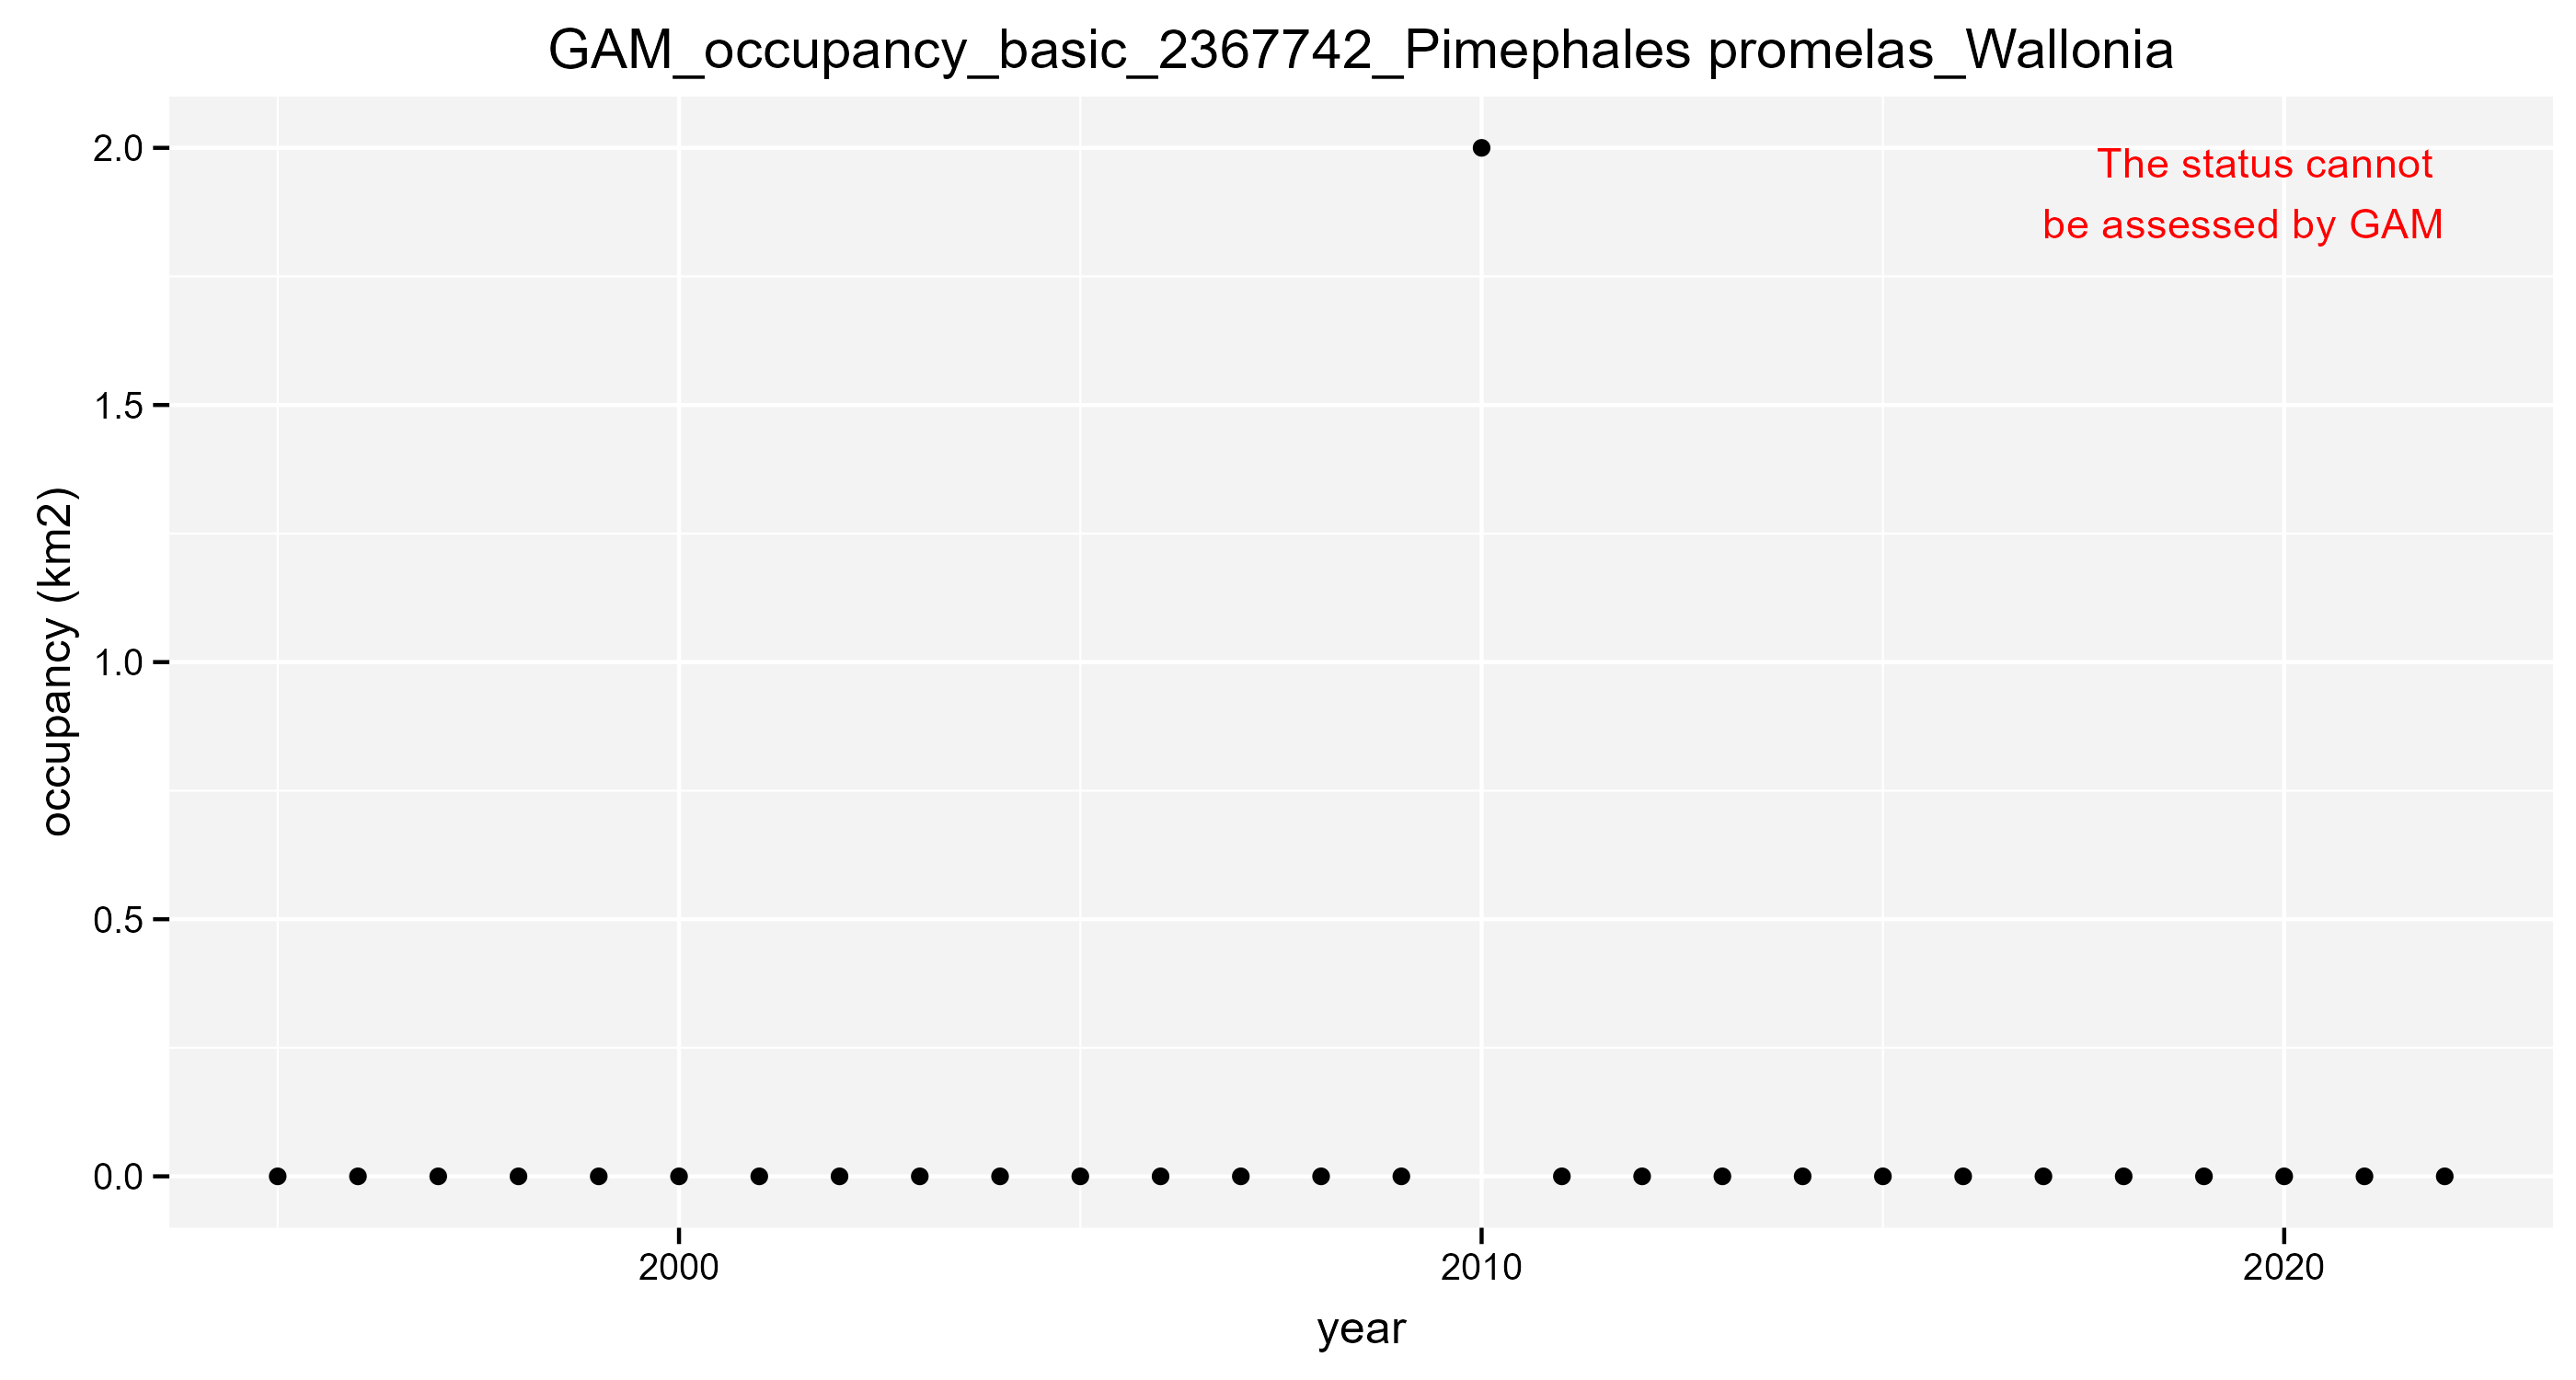 GAM_occupancy_basic_2367742_Pimephales promelas_Wallonia
The status cannot
be assessed by GAM
2.0
1.5
1.0
0.5
0.0
occupancy (km2)
2000
2010
2020
year